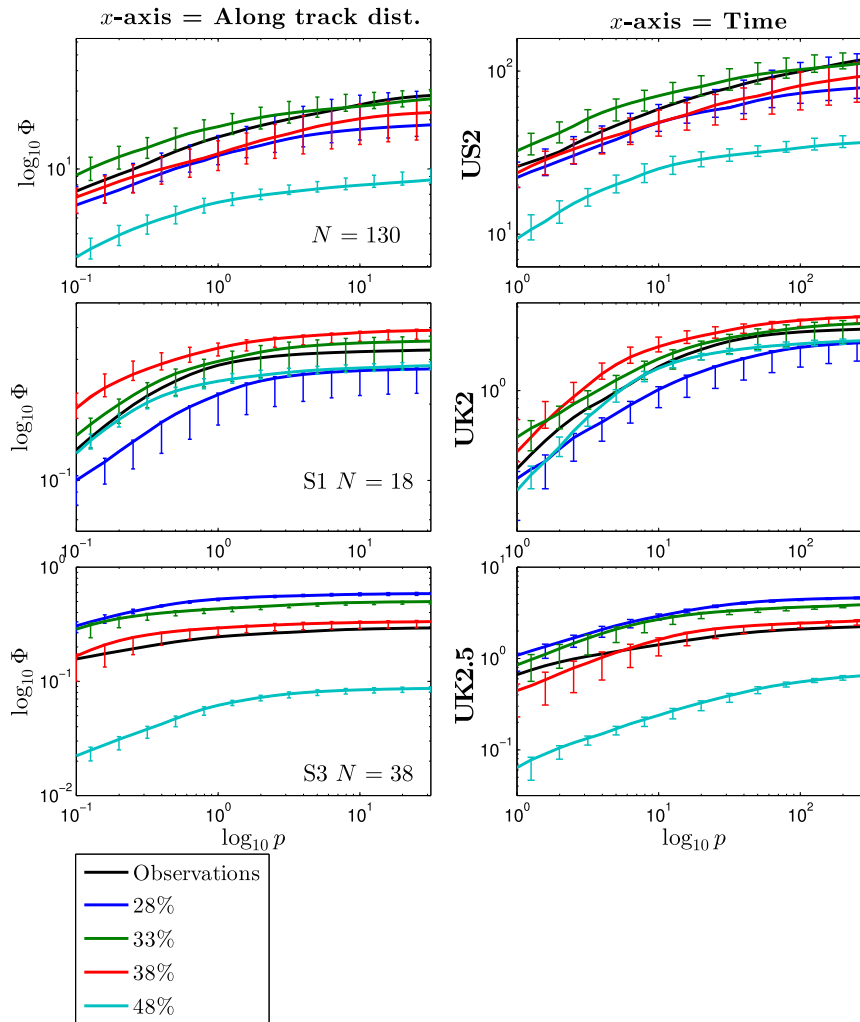 x-axis = Along track dist.
x-axis = Time
log10 Φ
10^1
N = 130
10^-1
10^0
10^1
US2
10^2
10^1
10^0
10^1
10^2
log10 Φ
10^-1
S1 N = 18
10^-1
10^0
10^1
UK2
10^0
10^0
10^1
10^2
log10 Φ
10^0
10^-1
10^-2
S3 N = 38
10^-1
10^0
10^1
log10 p
UK2.5
10^1
10^0
10^-1
10^0
10^1
10^2
log10 p
Observations
28%
33%
38%
48%